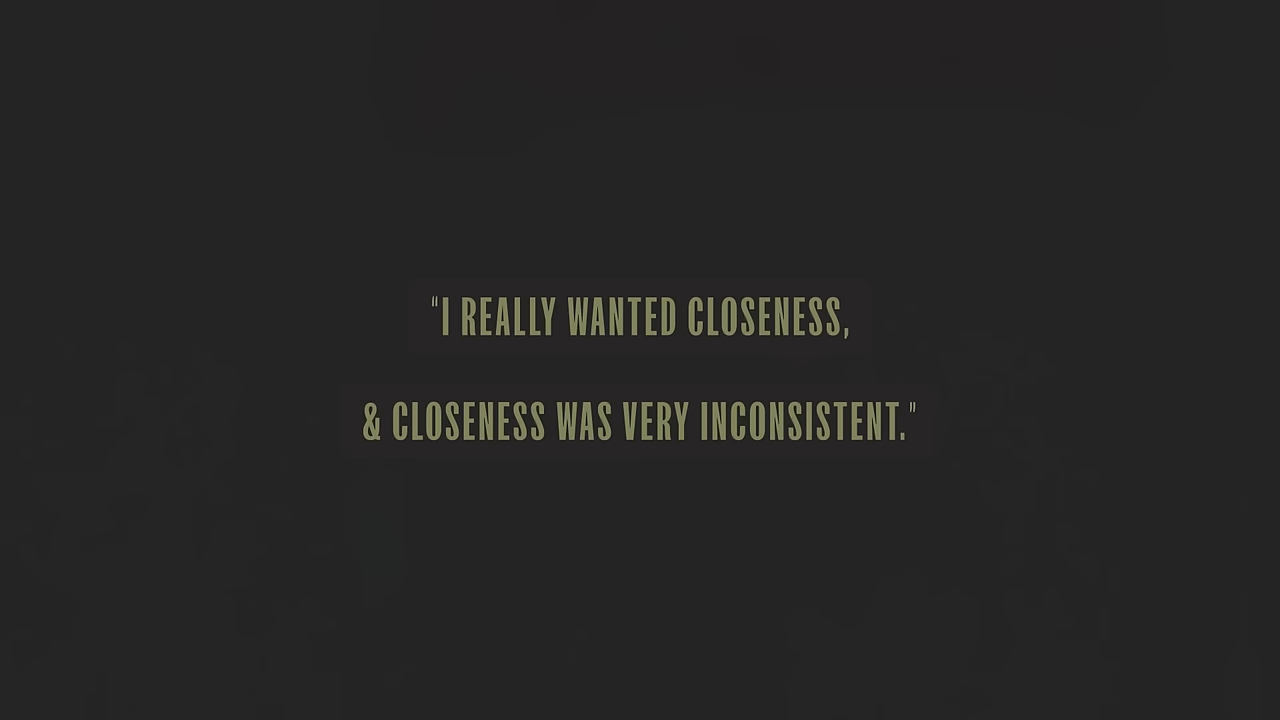 "I REALLY WANTED CLOSENESS,
& CLOSENESS WAS VERY INCONSISTENT."